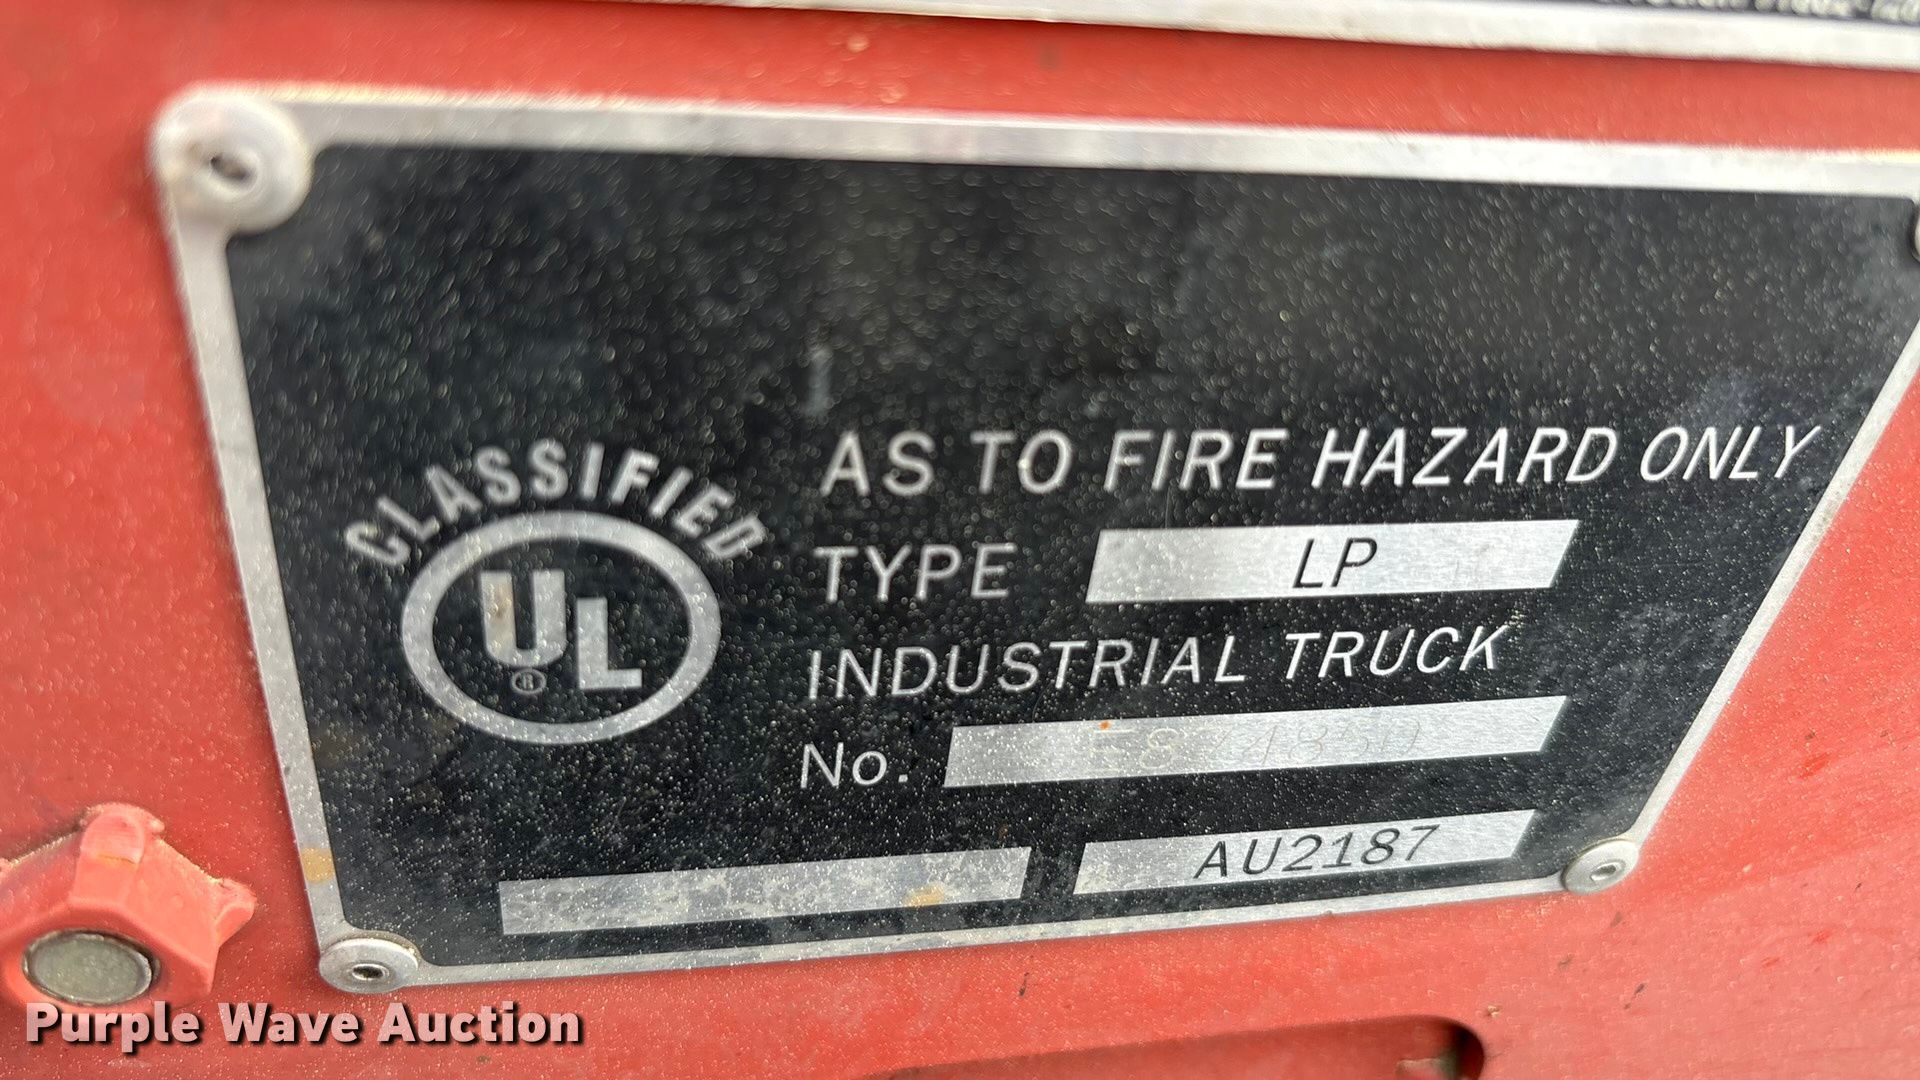 CLASSIFIED
UL
®
AS TO FIRE HAZARD ONLY
TYPE LP
INDUSTRIAL TRUCK
No.
AU2187
Purple Wave Auction